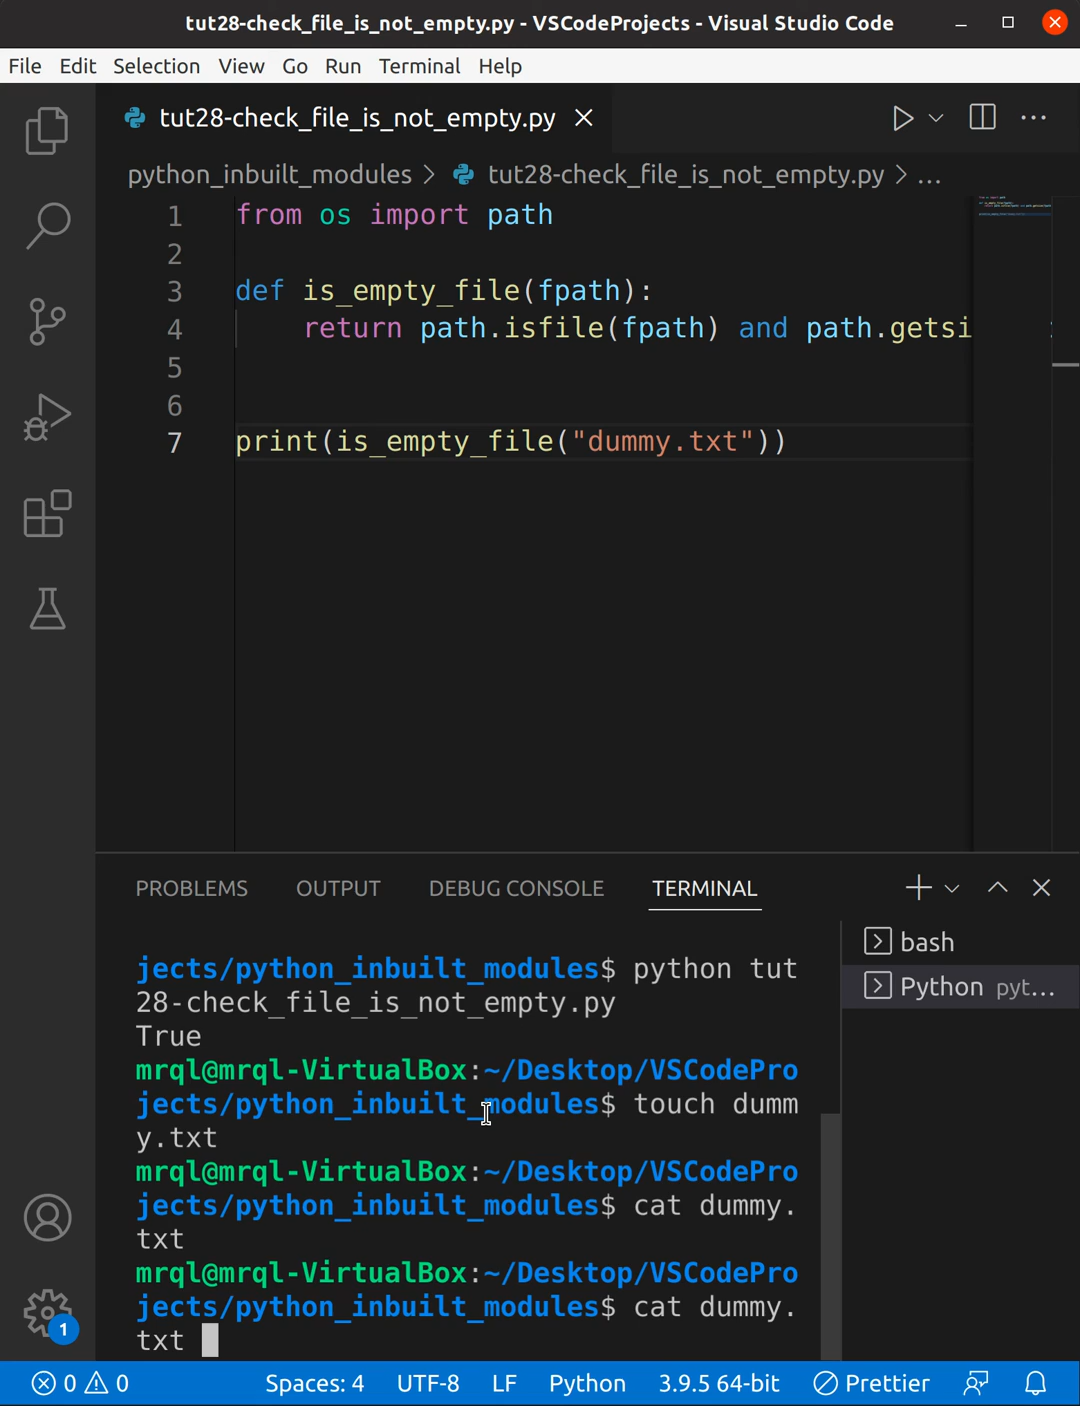 tut28-check_file_is_not_empty.py - VSCodeProjects - Visual Studio Code
File Edit Selection View Go Run Terminal Help
tut28-check_file_is_not_empty.py
python_inbuilt_modules > tut28-check_file_is_not_empty.py > ...
1 from os import path
2
3 def is_empty_file(fpath):
4 return path.isfile(fpath) and path.getsi
5
6
7 print(is_empty_file("dummy.txt"))
PROBLEMS OUTPUT DEBUG CONSOLE TERMINAL
bash
Python pyt...
jects/python_inbuilt_modules$ python tut
28-check_file_is_not_empty.py
True
mrql@mrql-VirtualBox:~/Desktop/VSCodePro
jects/python_inbuilt_modules$ touch dumm
y.txt
mrql@mrql-VirtualBox:~/Desktop/VSCodePro
jects/python_inbuilt_modules$ cat dummy.
txt
mrql@mrql-VirtualBox:~/Desktop/VSCodePro
jects/python_inbuilt_modules$ cat dummy.
txt
1
0 0 Spaces: 4 UTF-8 LF Python 3.9.5 64-bit Prettier